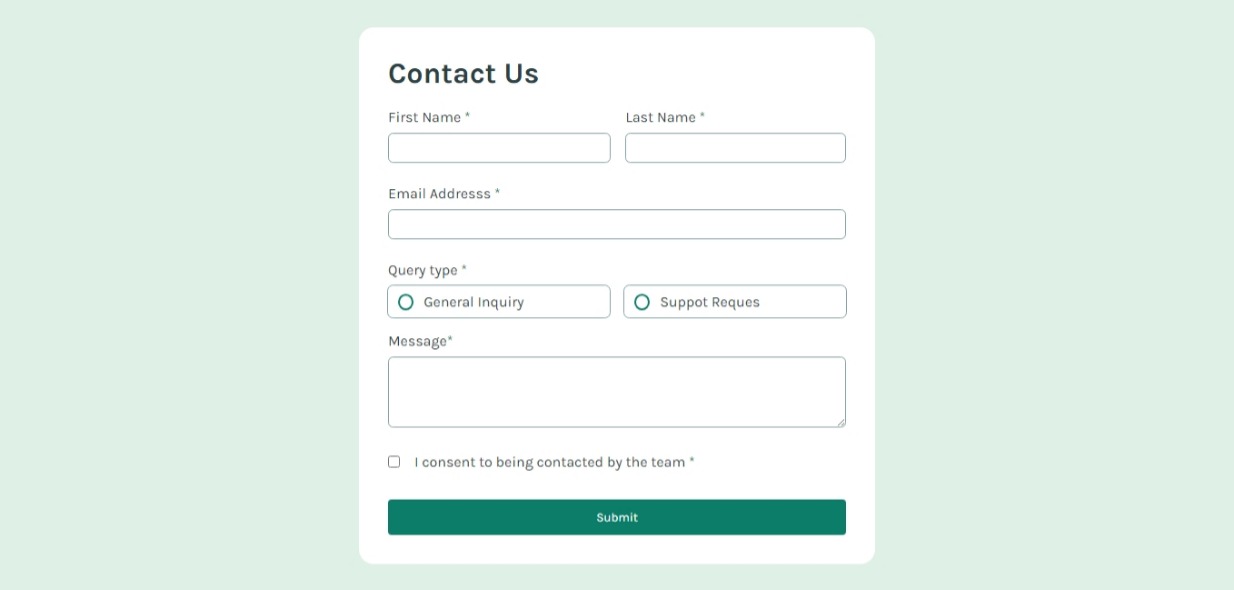 Contact Us
First Name * Last Name *
Email Addresss *
Query type *
General Inquiry Suppot Reques
Message*
I consent to being contacted by the team *
Submit